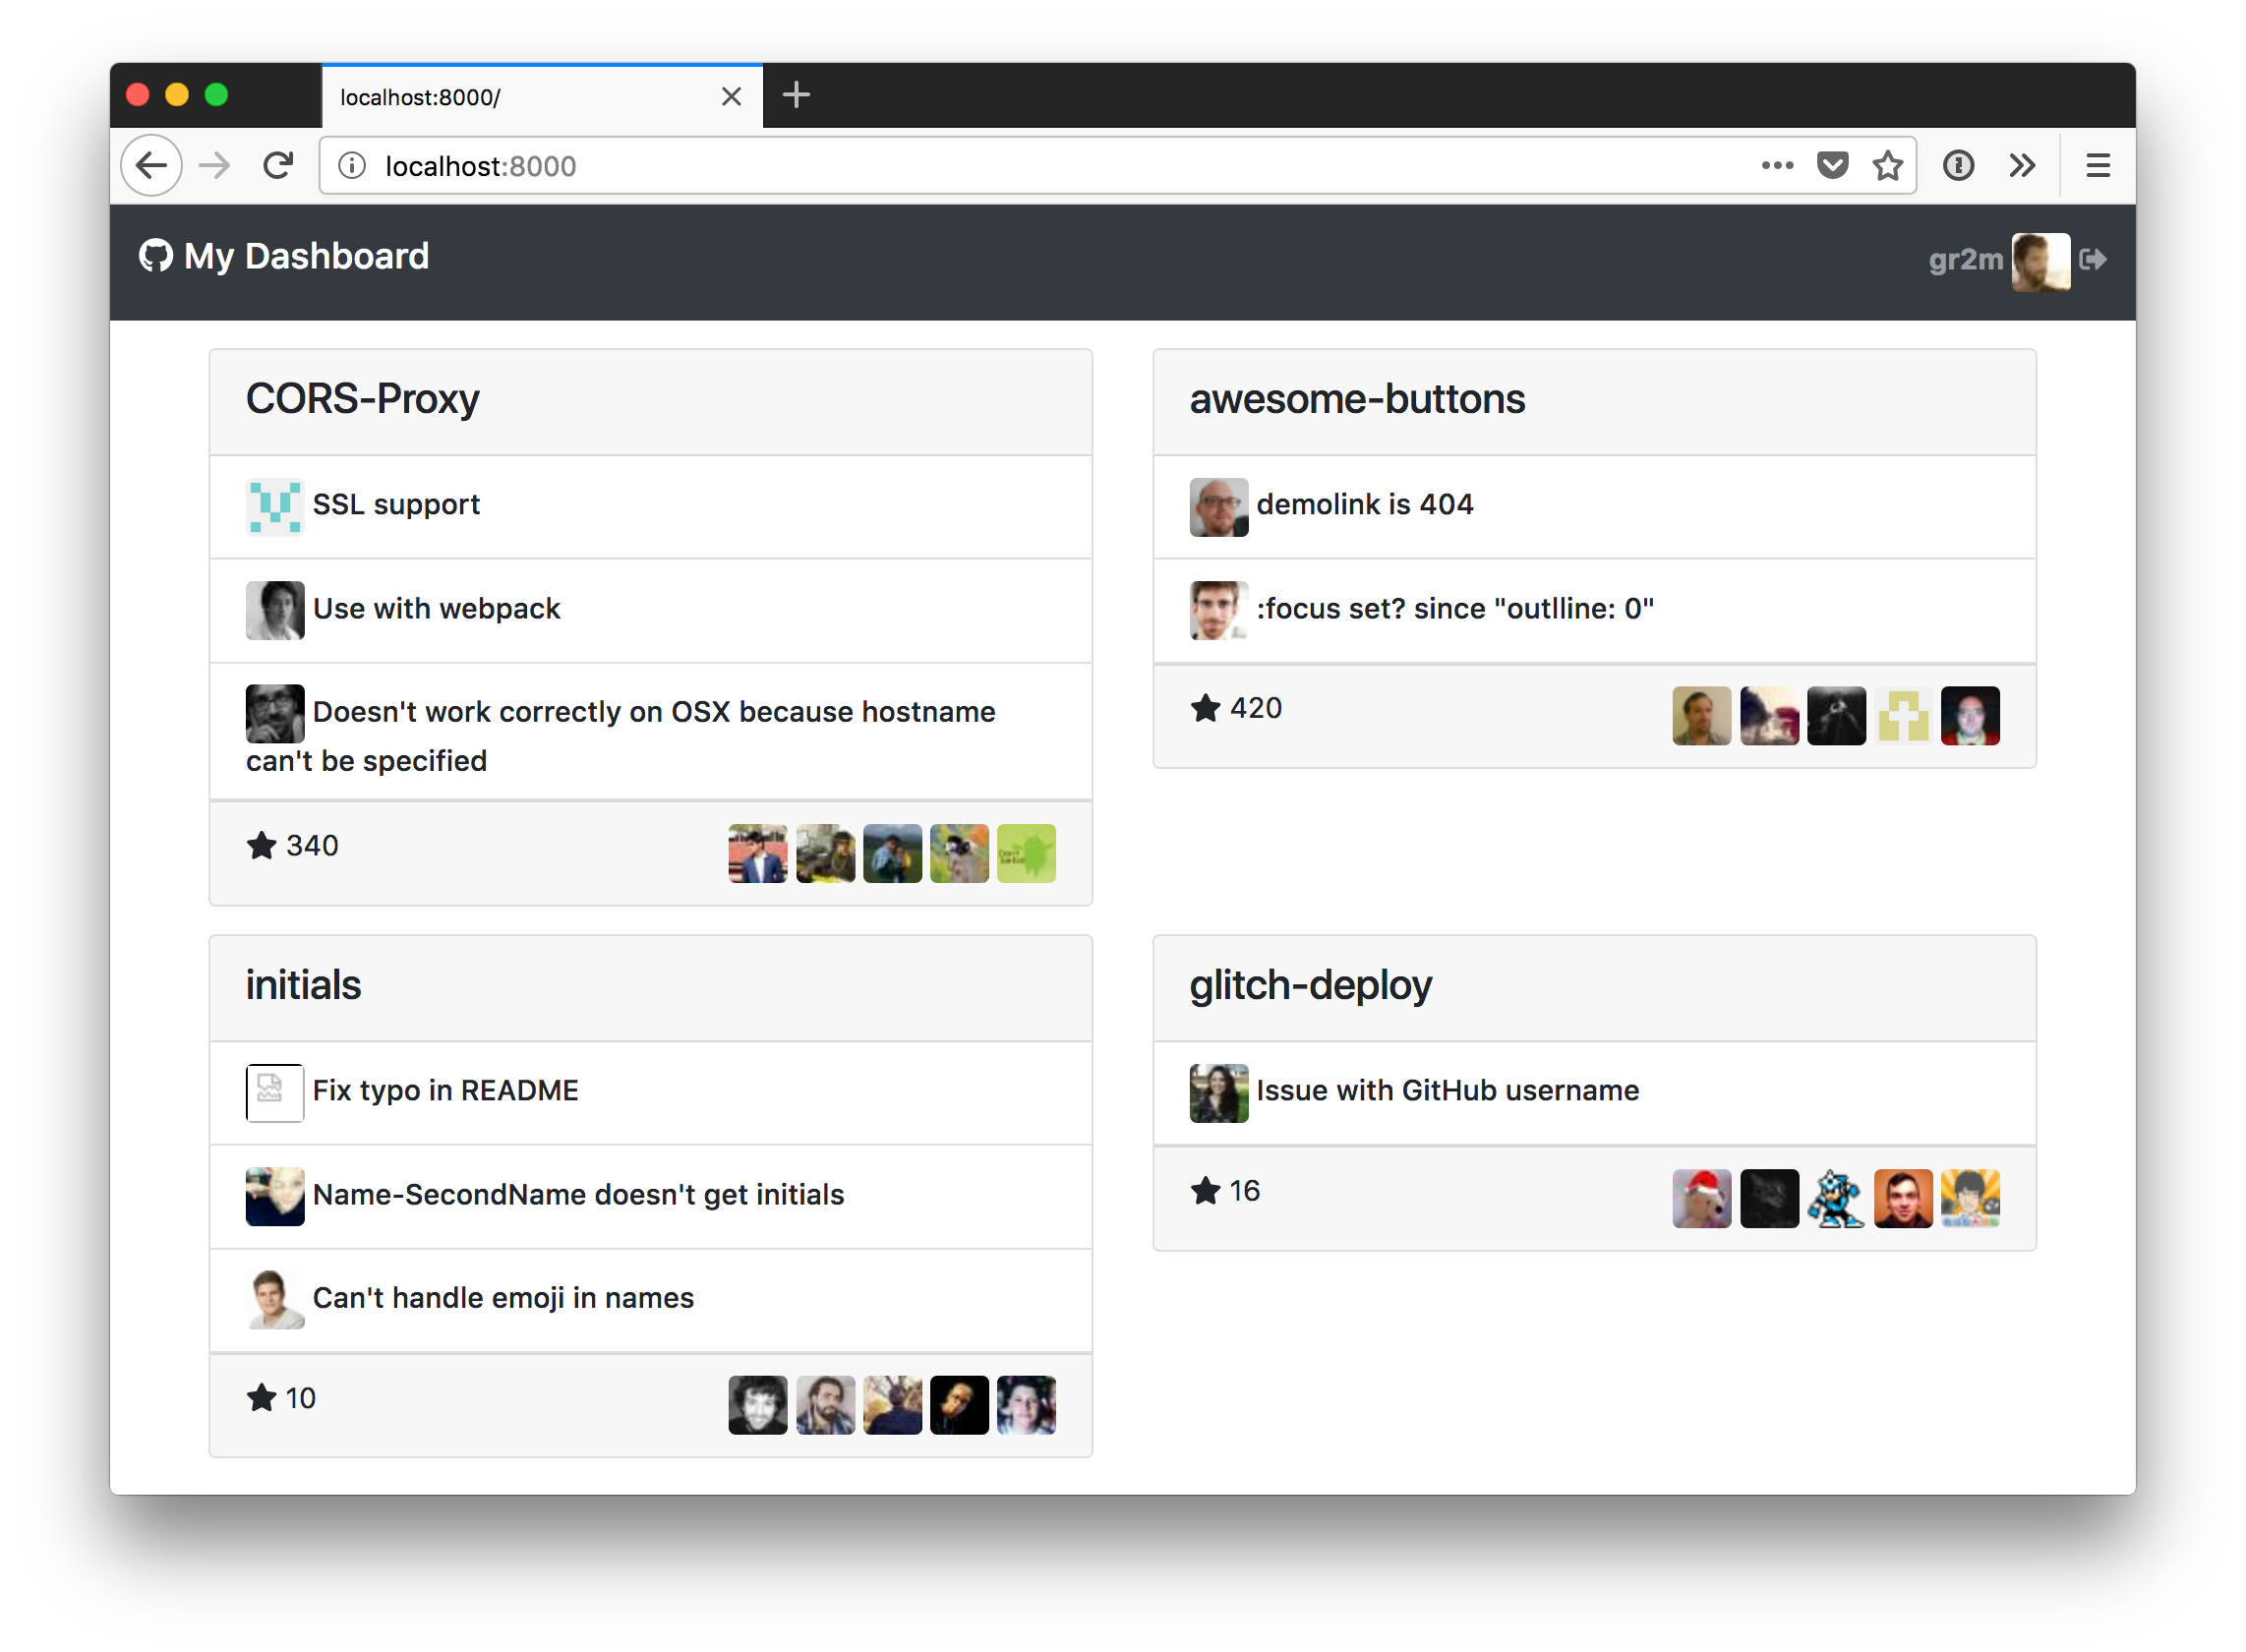 localhost:8000/
localhost:8000
My Dashboard
gr2m
CORS-Proxy
SSL support
Use with webpack
Doesn't work correctly on OSX because hostname
can't be specified
340
awesome-buttons
demolink is 404
:focus set? since "outlline: 0"
420
initials
Fix typo in README
Name-SecondName doesn't get initials
Can't handle emoji in names
10
glitch-deploy
Issue with GitHub username
16